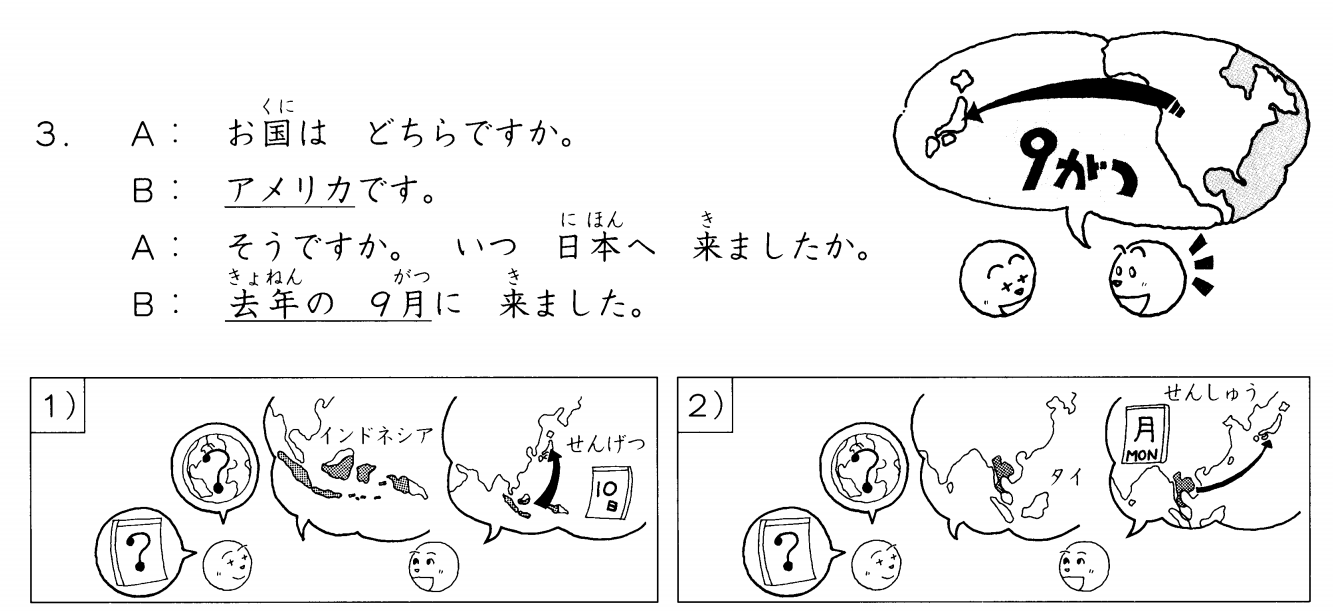 3. A: お国は どちらですか。
くに
B: アメリカです。
A: そうですか。 いつ 日本へ 来ましたか。
に ほん き
B: 去年の 9月に 来ました。
きょねん がつ き
9がつ
1)
インドネシア
せんげつ
10
日
?
?
2)
タイ
せんしゅう
月
MON
?
?